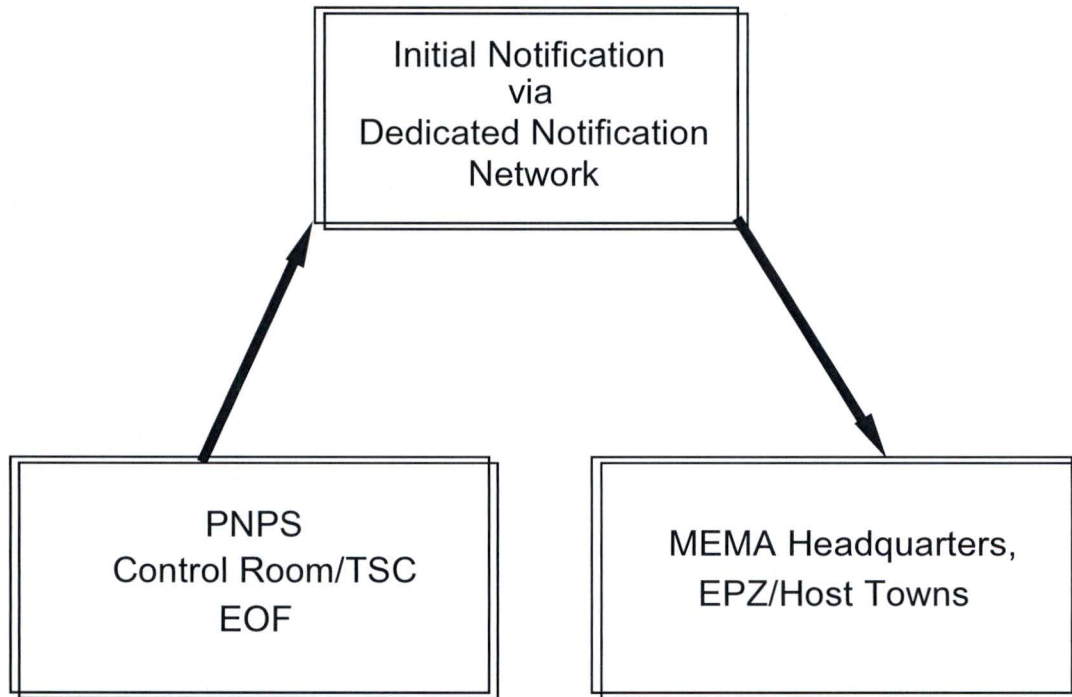 Initial Notification
via
Dedicated Notification
Network
PNPS
Control Room/TSC
EOF
MEMA Headquarters,
EPZ/Host Towns